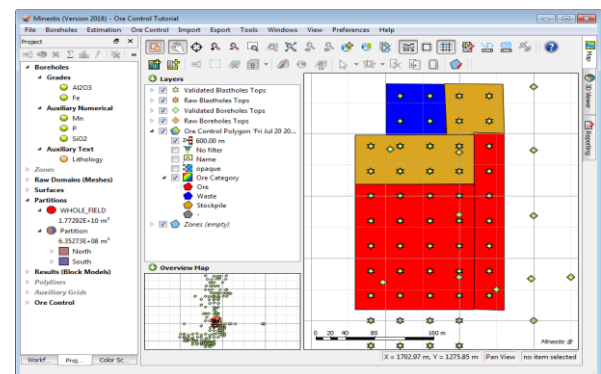 Minestis (Version 2018) - Ore Control Tutorial
File Boreholes Estimation Ore Control Import Export Tools Windows View Preferences Help
Project
Boreholes
Grades
Al2O3
Fe
Auxiliary Numerical
Mn
P
SiO2
Auxiliary Text
Lithology
Zones
Raw Domains (Meshes)
Surfaces
Partitions
WHOLE_FIELD
1.77292E+10 m³
Partition
6.35273E+08 m³
North
South
Results (Block Models)
Polylines
Auxiliary Grids
Ore Control
Workf... Proj... Color Sc...
Layers
Validated Blastholes Tops
Raw Blastholes Tops
Validated Boreholes Tops
Raw Boreholes Tops
Ore Control Polygon 'Fri Jul 20 20...
600.00 m
No filter
Name
opaque
Ore Category
Ore
Waste
Stockpile
-
Zones (empty)
Overview Map
0 20 40 80 160 m
Minestis ®
X = 1702.97 m, Y = 1275.85 m Pan View no item selected
Map
3D Viewer
Reporting